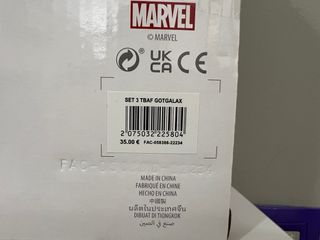 MARVEL
© MARVEL
UK
CA CE
SET 3 TBAF GOTGALAX
2 075032 225804
35.00 € FAC-058386-22234
MADE IN CHINA
FABRIQUÉ EN CHINE
HECHO EN CHINA
中國製
ผลิตในประเทศจีน
DIBUAT DI TIONGKOK
صنع في الصين